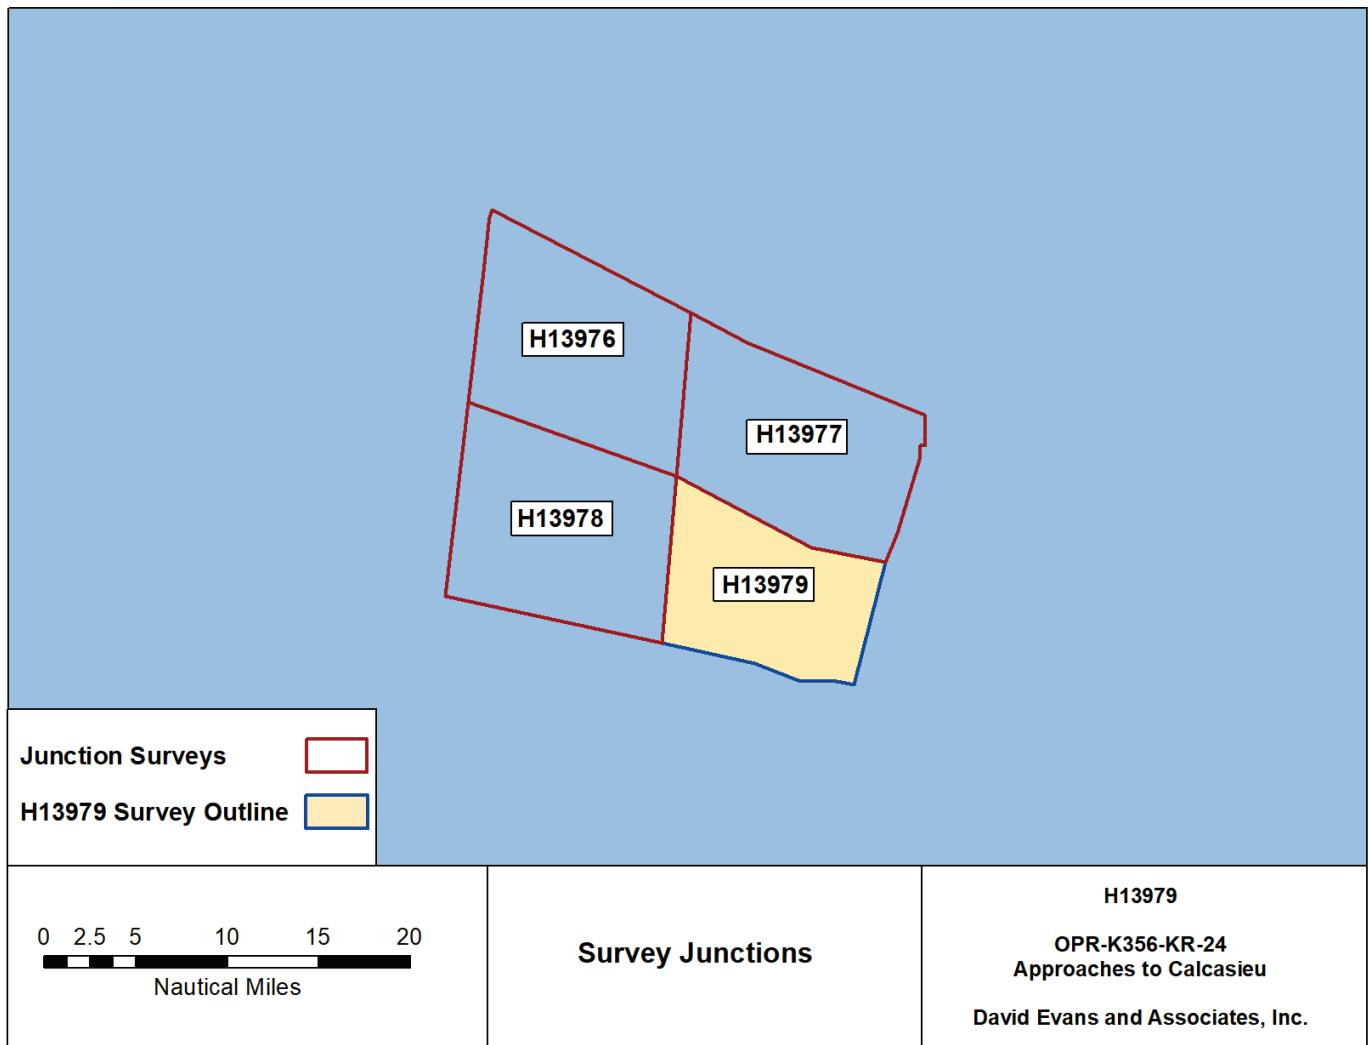 H13976
H13977
H13978
H13979
Junction Surveys
H13979 Survey Outline
0 2.5 5 10 15 20
Nautical Miles
Survey Junctions
H13979
OPR-K356-KR-24
Approaches to Calcasieu
David Evans and Associates, Inc.